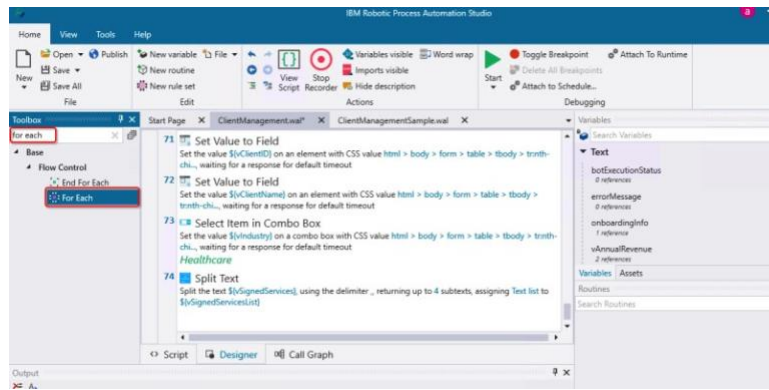 IBM Robotic Process Automation Studio
a
Home View Tools Help
New
Open
Publish
Save
Save All
File
New variable
File
New routine
New rule set
Edit
View Script
Stop Recorder
Variables visible
Word wrap
Imports visible
Hide description
Actions
Start
Toggle Breakpoint
Attach To Runtime
Delete All Breakpoints
Attach to Schedule...
Debugging
Toolbox
for each
Base
Flow Control
End For Each
For Each
Start Page X ClientManagement.wal* X ClientManagementSample.wal X
71 Set Value to Field
Set the value ${vClientID} on an element with CSS value html > body > form > table > tbody > tr:nth-
chi..., waiting for a response for default timeout
72 Set Value to Field
Set the value ${vClientName} on an element with CSS value html > body > form > table > tbody >
tr:nth-chi..., waiting for a response for default timeout
73 Select Item in Combo Box
Set the value ${vIndustry} on a combo box with CSS value html > body > form > table > tbody > tr:nth-
chi..., waiting for a response for default timeout
Healthcare
74 Split Text
Split the text ${vSignedServices}, using the delimiter ,, returning up to 4 subtexts, assigning Text list to
${vSignedServicesList}
Script Designer Call Graph
Output
Variables
Search Variables
Text
botExecutionStatus
0 references
errorMessage
0 references
onboardingInfo
1 reference
vAnnualRevenue
2 references
Variables Assets
Routines
Search Routines